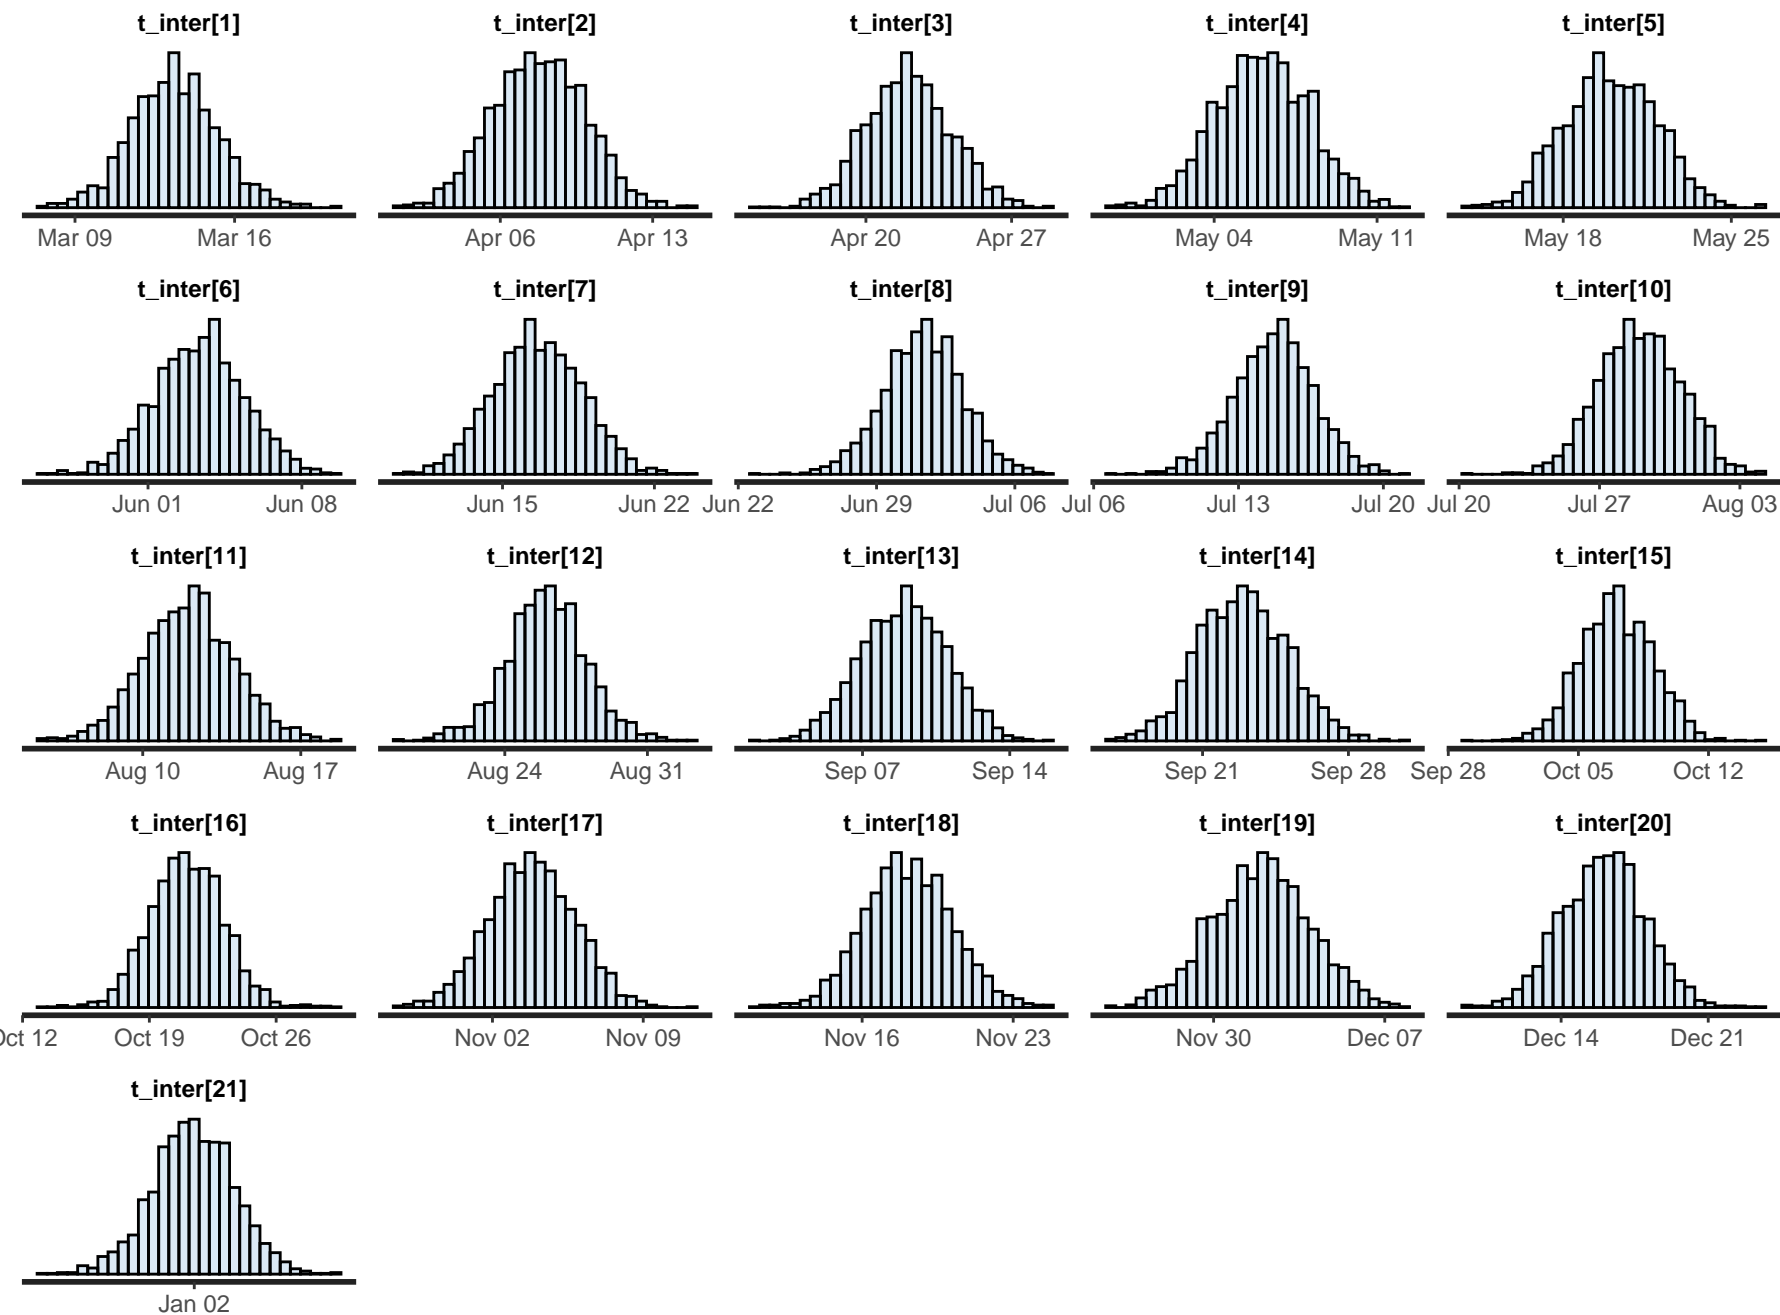 t_inter[1] t_inter[2] t_inter[3] t_inter[4] t_inter[5]
Mar 09 Mar 16 Apr 06 Apr 13 Apr 20 Apr 27 May 04 May 11 May 18 May 25
t_inter[6] t_inter[7] t_inter[8] t_inter[9] t_inter[10]
Jun 01 Jun 08 Jun 15 Jun 22 Jun 22 Jun 29 Jul 06 Jul 06 Jul 13 Jul 20 Jul 20 Jul 27 Aug 03
t_inter[11] t_inter[12] t_inter[13] t_inter[14] t_inter[15]
Aug 10 Aug 17 Aug 24 Aug 31 Sep 07 Sep 14 Sep 21 Sep 28 Sep 28 Oct 05 Oct 12
t_inter[16] t_inter[17] t_inter[18] t_inter[19] t_inter[20]
Oct 12 Oct 19 Oct 26 Nov 02 Nov 09 Nov 16 Nov 23 Nov 30 Dec 07 Dec 14 Dec 21
t_inter[21]
Jan 02